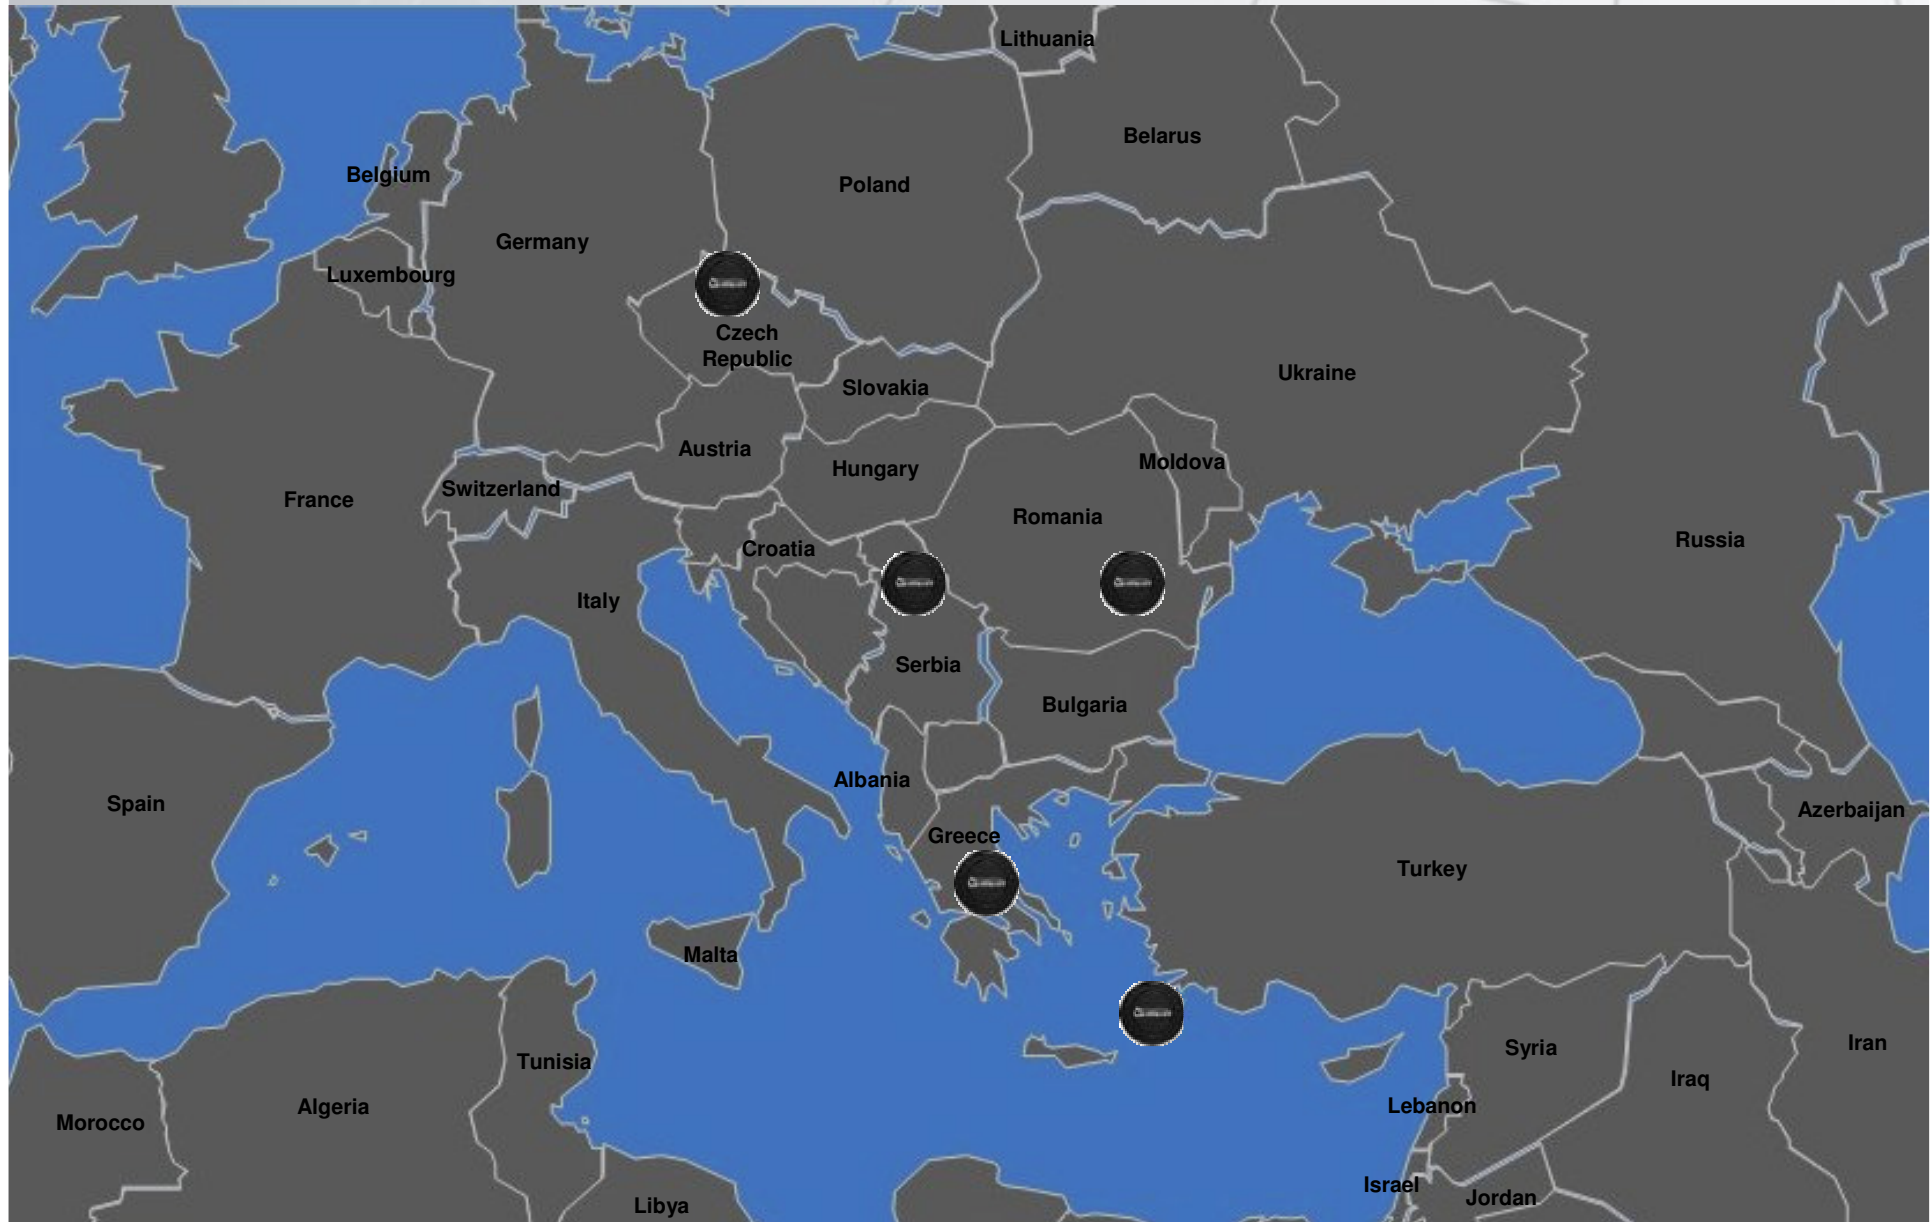 Lithuania
Belarus
Belgium
Poland
Germany
Luxembourg
Czech
Republic
Ukraine
Slovakia
Austria
Moldova
Hungary
Switzerland
France
Romania
Russia
Croatia
Italy
Serbia
Bulgaria
Albania
Spain
Azerbaijan
Greece
Turkey
Malta
Iran
Syria
Tunisia
Iraq
Lebanon
Algeria
Morocco
Israel
Jordan
Libya